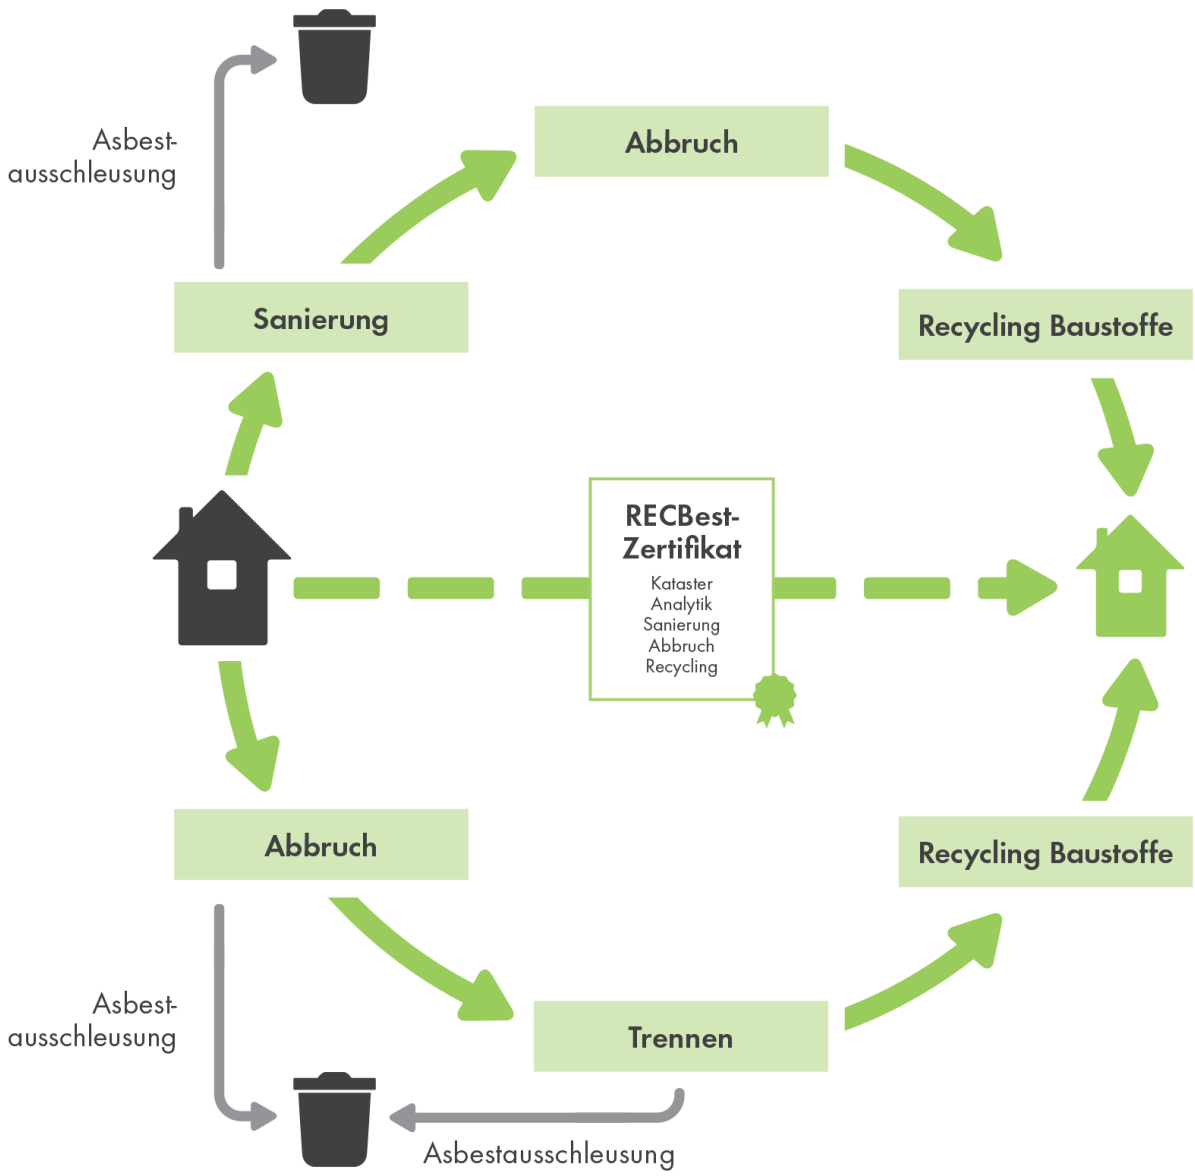 Asbest-
ausschleusung
Abbruch
Sanierung
Recycling Baustoffe
RECBest-
Zertifikat
Kataster
Analytik
Sanierung
Abbruch
Recycling
Abbruch
Recycling Baustoffe
Asbest-
ausschleusung
Trennen
Asbestausschleusung